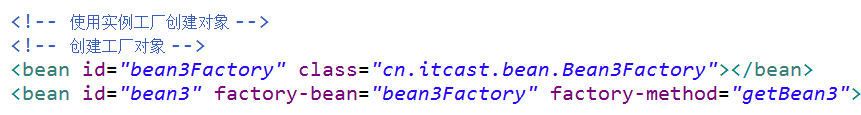 <!-- 使用实例工厂创建对象 -->
<!-- 创建工厂对象 -->
<bean id="bean3Factory" class="cn.itcast.bean.Bean3Factory"></bean>
<bean id="bean3" factory-bean="bean3Factory" factory-method="getBean3">